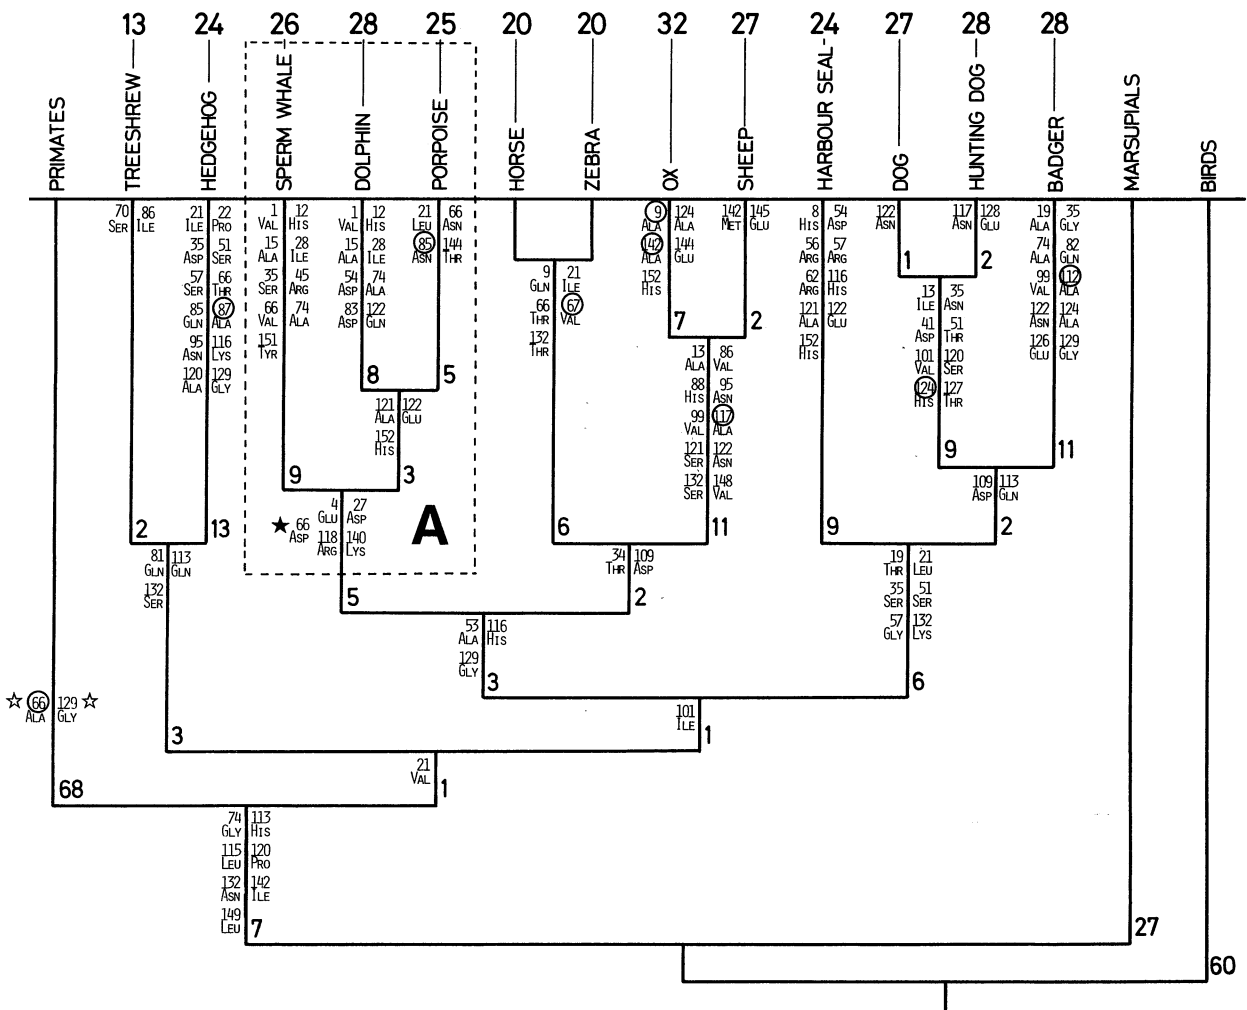 13 24 26 28 25 20 20 32 27 24 27 28 28
PRIMATES
TREESHREW
HEDGEHOG
SPERM WHALE
DOLPHIN
PORPOISE
HORSE
ZEBRA
OX
SHEEP
HARBOUR SEAL
DOG
HUNTING DOG
BADGER
MARSUPIALS
BIRDS
70 86
SER ILE
21 22
ILE PRO
35 51
ASP SER
57 66
SER THR
85 87
GLN ALA
95 116
ASN LYS
120 129
ALA GLY
1 12
VAL HIS
15 28
ALA ILE
35 45
SER ARG
66 74
VAL ALA
151
TYR
1 12
VAL HIS
15 28
ALA ILE
54 74
ASP ALA
83 122
ASP GLN
21 66
LEU ASN
85 144
ASN THR
8 5
121 122
ALA GLU
152
HIS
9 3
4 27
GLU ASP
★ 66
ASP
118 140
ARG LYS
A
9 21
GLN ILE
66 67
THR VAL
132
THR
9 124
ALA ALA
142 144
ALA GLU
152
HIS
142 145
MET GLU
7 2
13 86
ALA VAL
88 95
HIS ASN
99 117
VAL ALA
121 122
SER ASN
132 148
SER VAL
6 11
34 109
THR ASP
5 2
8 54
HIS ASP
56 57
ARG ARG
62 116
ARG HIS
121 122
ALA GLU
152
HIS
122
ASN
117 128
ASN GLU
1 2
13 35
ILE ASN
41 51
ASP THR
101 120
VAL SER
124 127
HIS THR
19 35
ALA GLY
74 82
ALA GLN
99 112
VAL ALA
122 124
ASN ALA
126 129
GLU GLY
9 11
109 113
ASP GLN
9 2
19 21
THR LEU
35 51
SER SER
57 132
GLY LYS
2 13
81 113
GLN GLN
132
SER
53 116
ALA HIS
129
GLY
3 6
101
ILE
☆ 66 129 ☆
ALA GLY
3 1
21
VAL
68 1
74 113
GLY HIS
115 120
LEU PRO
132 142
ASN ILE
149
LEU
7 27
60